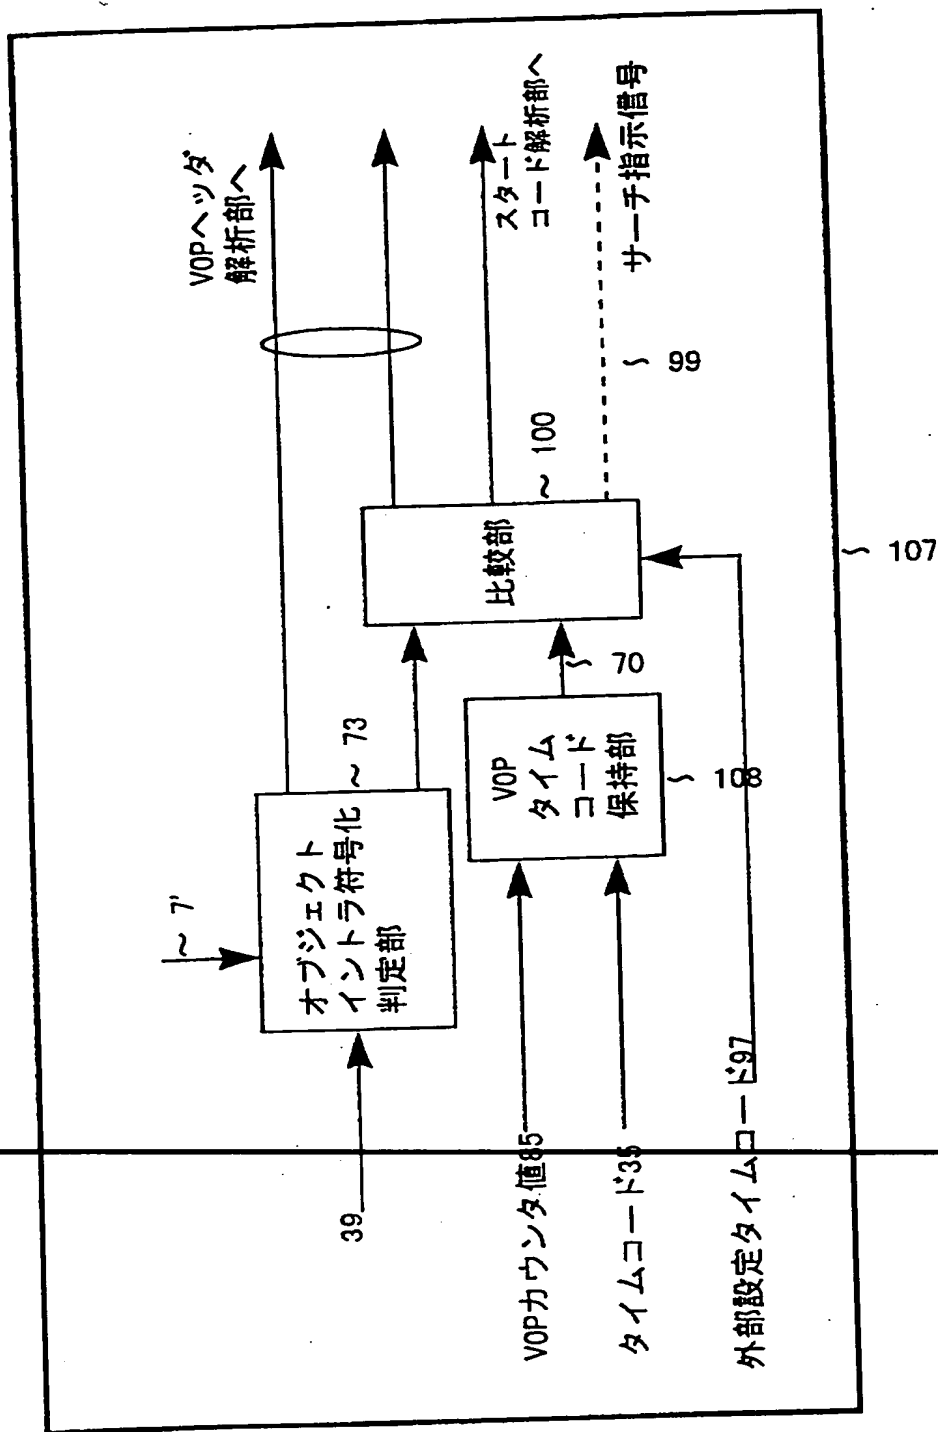 VOPヘッダ
解析部へ
スタート
コード解析部へ
サーチ指示信号
~ 99
~ 100
比較部
~ 107
~ 70
~ 73
VOP
タイム
コード
保持部
~ 108
~ 7'
オブジェクト
イントラ符号化
判定部
39
VOPカウンタ値85
タイムコード35
外部設定タイムコード97